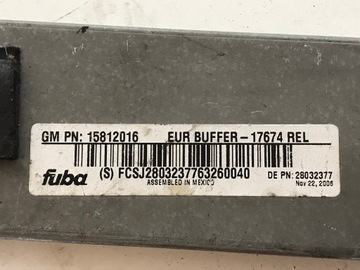 GM PN: 15812016 EUR BUFFER-17674 REL
fuba (S) FCSJ2803237763260040
ASSEMBLED IN MEXICO DE PN: 28032377
Nov 22, 2006